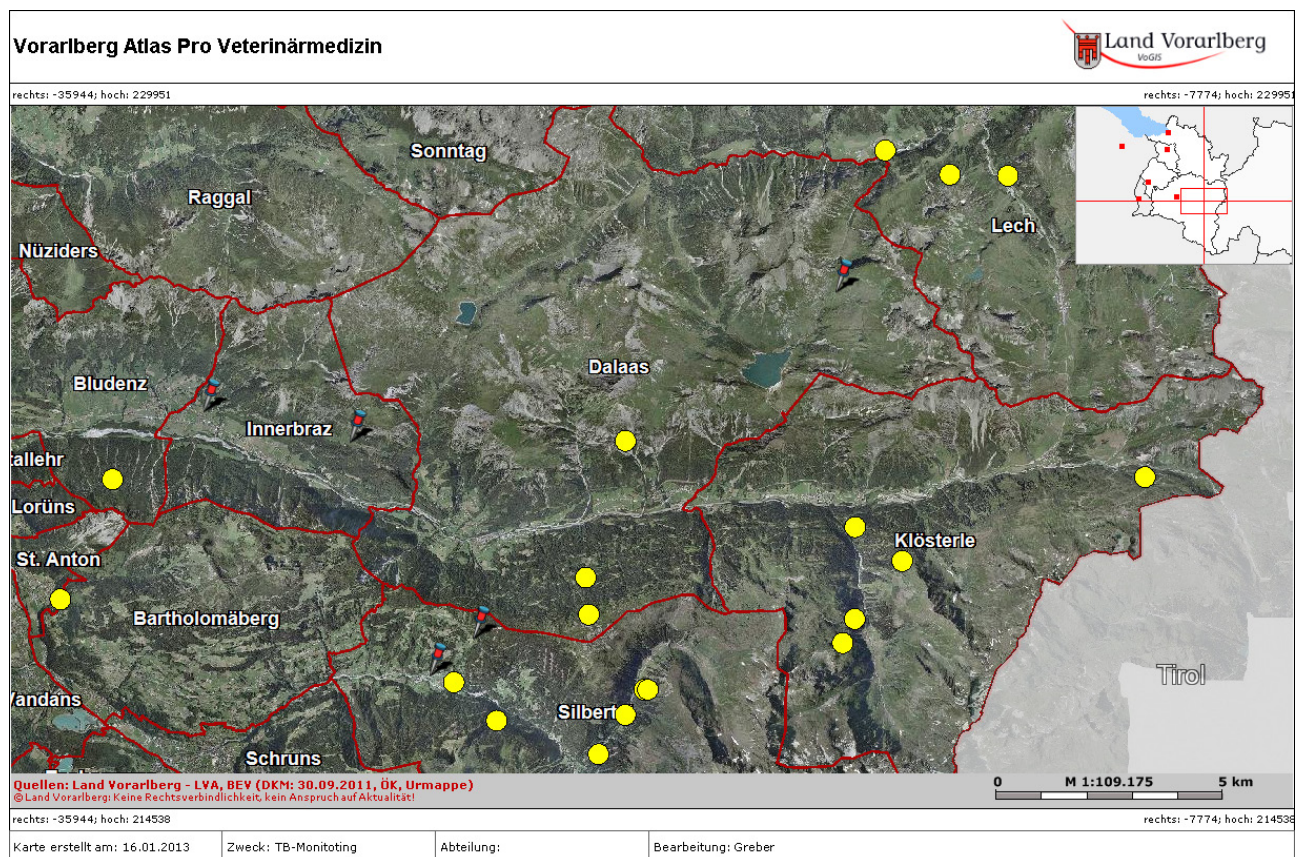 Vorarlberg Atlas Pro Veterinärmedizin
Land Vorarlberg
VoGIS
rechts: -35944; hoch: 229951
rechts: -7774; hoch: 229951
Sonntag
Raggal
Lech
Nüziders
Dalaas
Bludenz
Innerbraz
tallehr
Lorüns
Klösterle
St. Anton
Bartholomäberg
Tirol
Vandans
Silbert
Schruns
Quellen: Land Vorarlberg - LVA, BEV (DKM: 30.09.2011, ÖK, Urmappe)
©Land Vorarlberg: Keine Rechtsverbindlichkeit, kein Anspruch auf Aktualität!
0 M 1:109.175 5 km
rechts: -35944; hoch: 214538
rechts: -7774; hoch: 214538
Karte erstellt am: 16.01.2013
Zweck: TB-Monitoting
Abteilung:
Bearbeitung: Greber